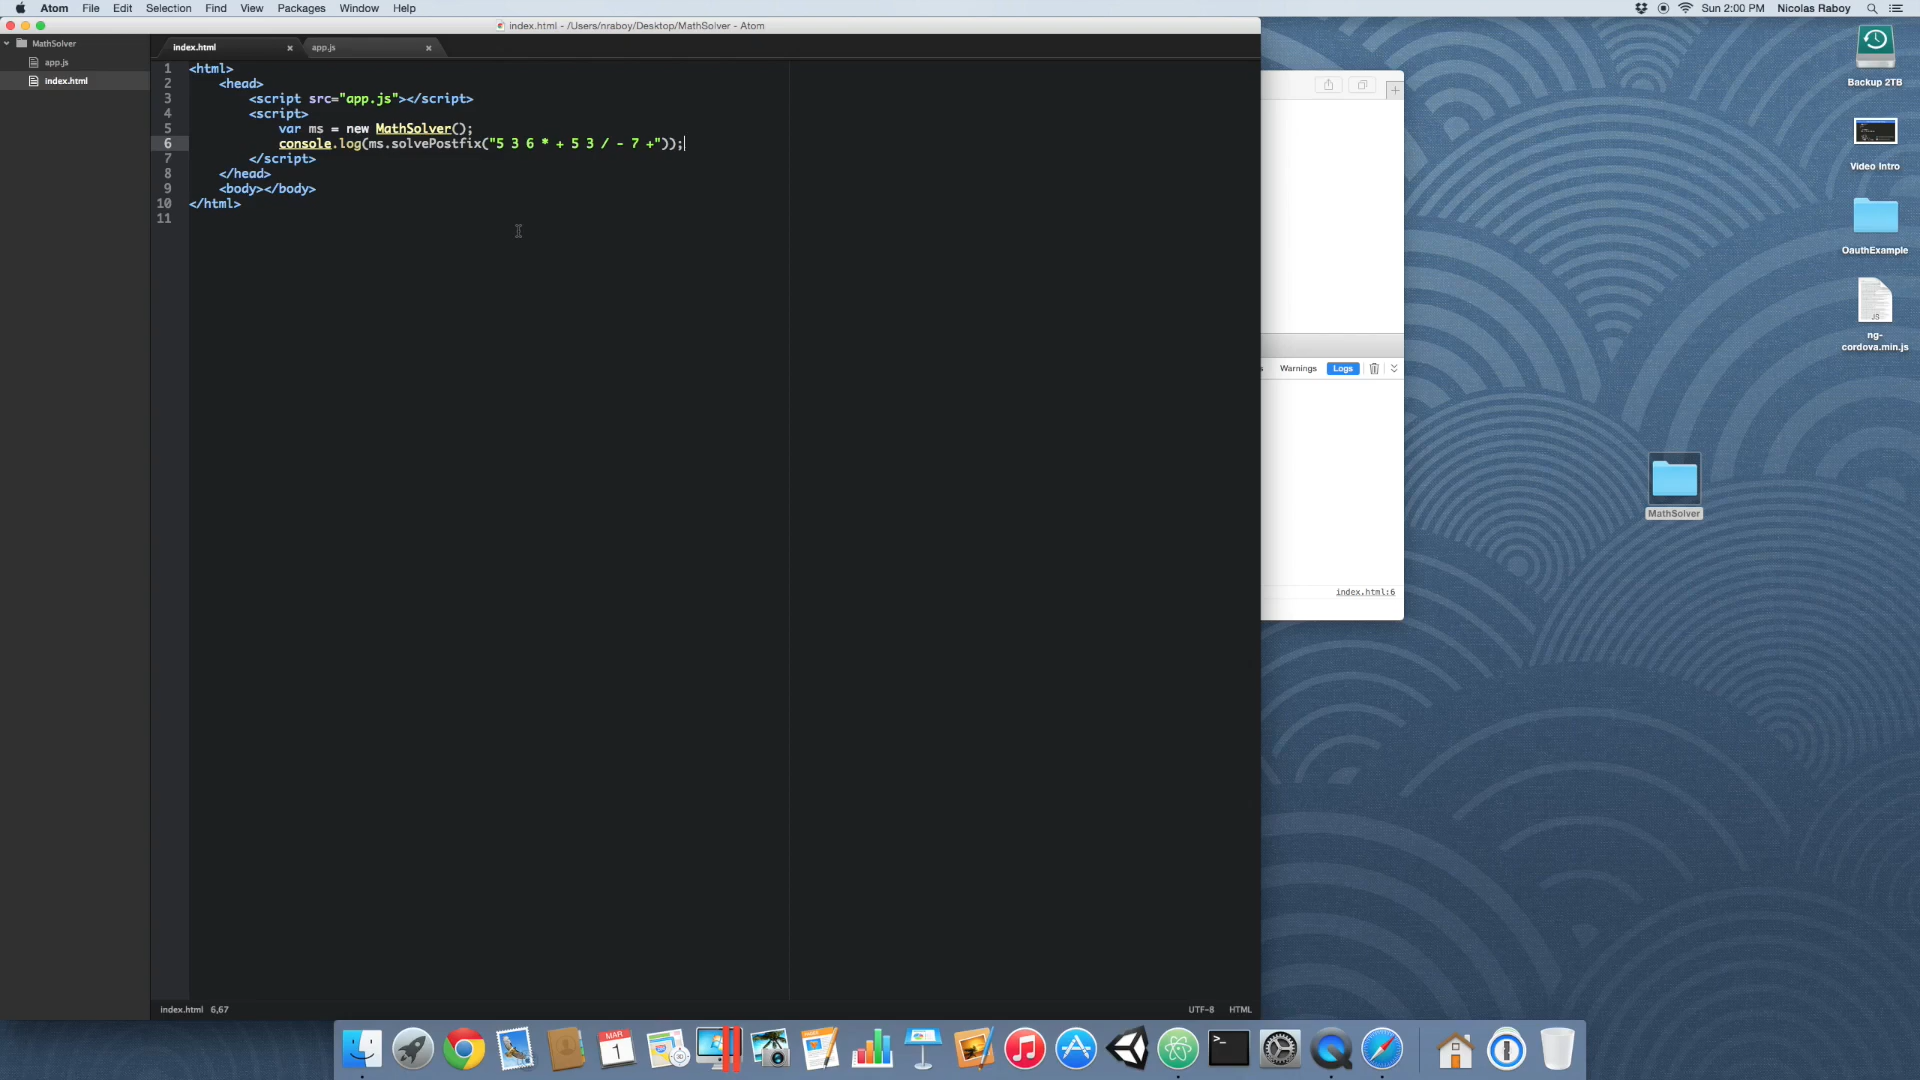 Atom File Edit View Selection Find Packages Window Help
Sun 2:00 PM Nicolas Raboy
index.html - /Users/nraboy/Desktop/MathSolver - Atom
MathSolver
app.js
index.html
index.html × app.js ×
1 <html>
2 <head>
3 <script src="app.js"></script>
4 <script>
5 var ms = new MathSolver();
6 console.log(ms.solvePostfix("5 3 6 * + 5 3 / - 7 +"));
7 </script>
8 </head>
9 <body></body>
10 </html>
11
index.html 6,67
UTF-8 HTML
Warnings Logs
index.html:6
Backup 2TB
Video Intro
OauthExample
JS
ng-
cordova.min.js
MathSolver
MAR
1